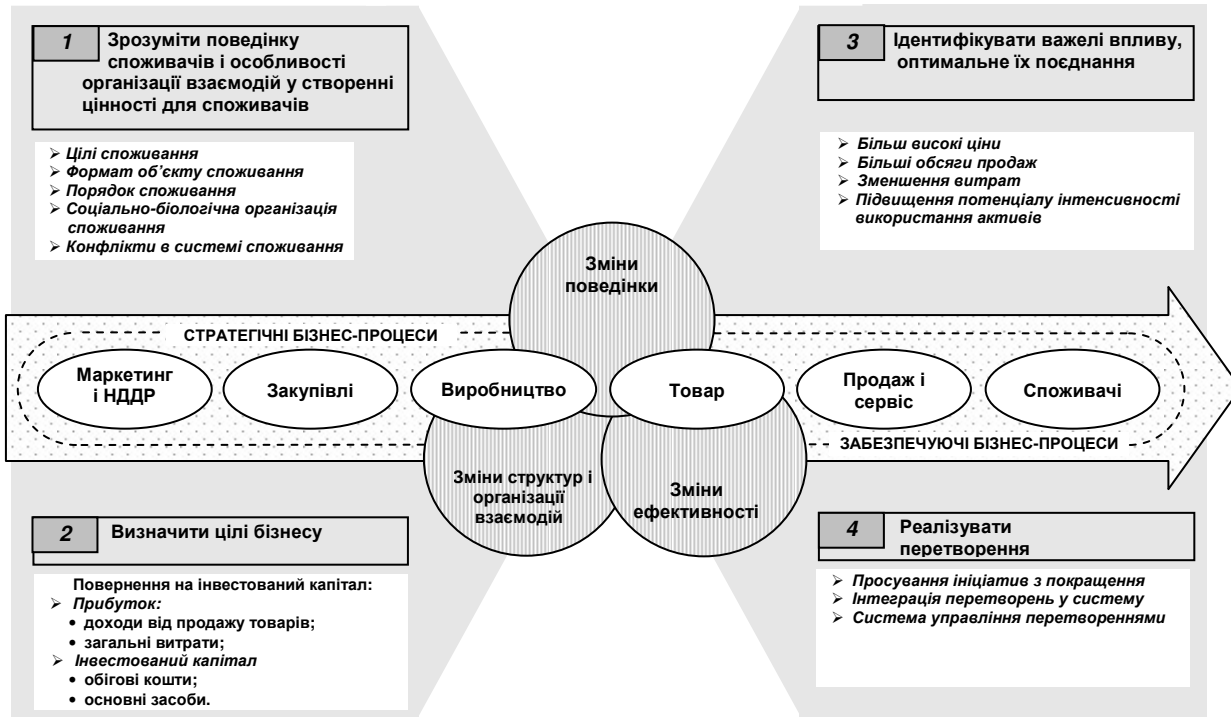 1 Зрозуміти поведінку
споживачів і особливості
організації взаємодій у створенні
цінності для споживачів
➢ Цілі споживання
➢ Формат об’єкту споживання
➢ Порядок споживання
➢ Соціально-біологічна організація
споживання
➢ Конфлікти в системі споживання
3 Ідентифікувати важелі впливу,
оптимальне їх поєднання
➢ Більш високі ціни
➢ Більші обсяги продаж
➢ Зменшення витрат
➢ Підвищення потенціалу інтенсивності
використання активів
Зміни
поведінки
СТРАТЕГІЧНІ БІЗНЕС-ПРОЦЕСИ
Маркетинг
і НДДР
Закупівлі
Виробництво
Товар
Продаж і
сервіс
Споживачі
ЗАБЕЗПЕЧУЮЧІ БІЗНЕС-ПРОЦЕСИ
Зміни структур і
організації
взаємодій
Зміни
ефективності
2 Визначити цілі бізнесу
Повернення на інвестований капітал:
➢ Прибуток:
• доходи від продажу товарів;
• загальні витрати;
➢ Інвестований капітал
• обігові кошти;
• основні засоби.
4 Реалізувати
перетворення
➢ Просування ініціатив з покращення
➢ Інтеграція перетворень у систему
➢ Система управління перетвореннями